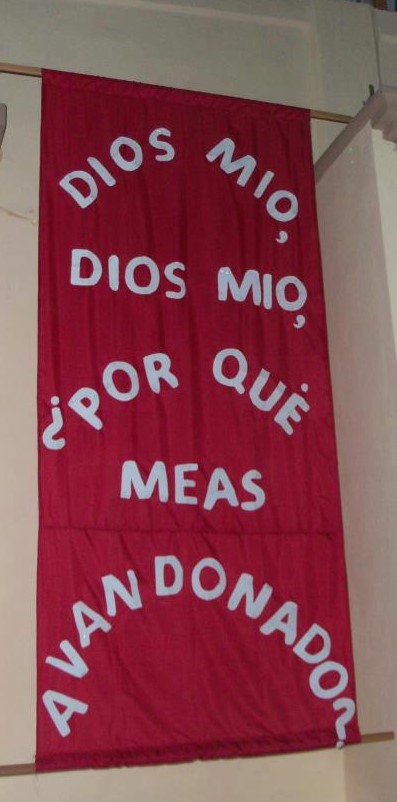 DIOS MIO,
DIOS MIO,
¿POR QUÉ
MEAS
AVANDONADO?